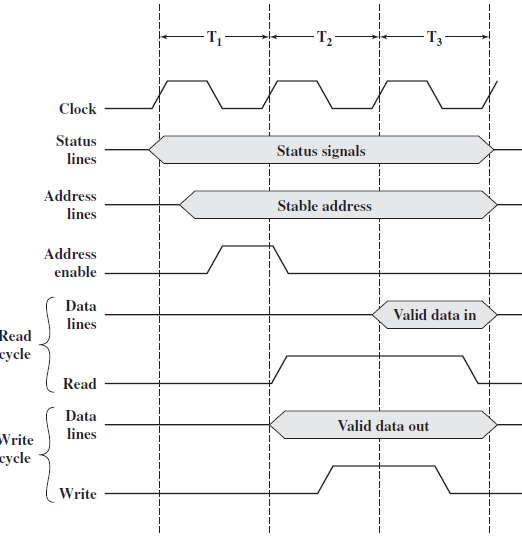 T1 T2 T3
Clock
Status
lines
Status signals
Address
lines
Stable address
Address
enable
Data
lines
Valid data in
Read
cycle
Read
Data
lines
Valid data out
Write
cycle
Write